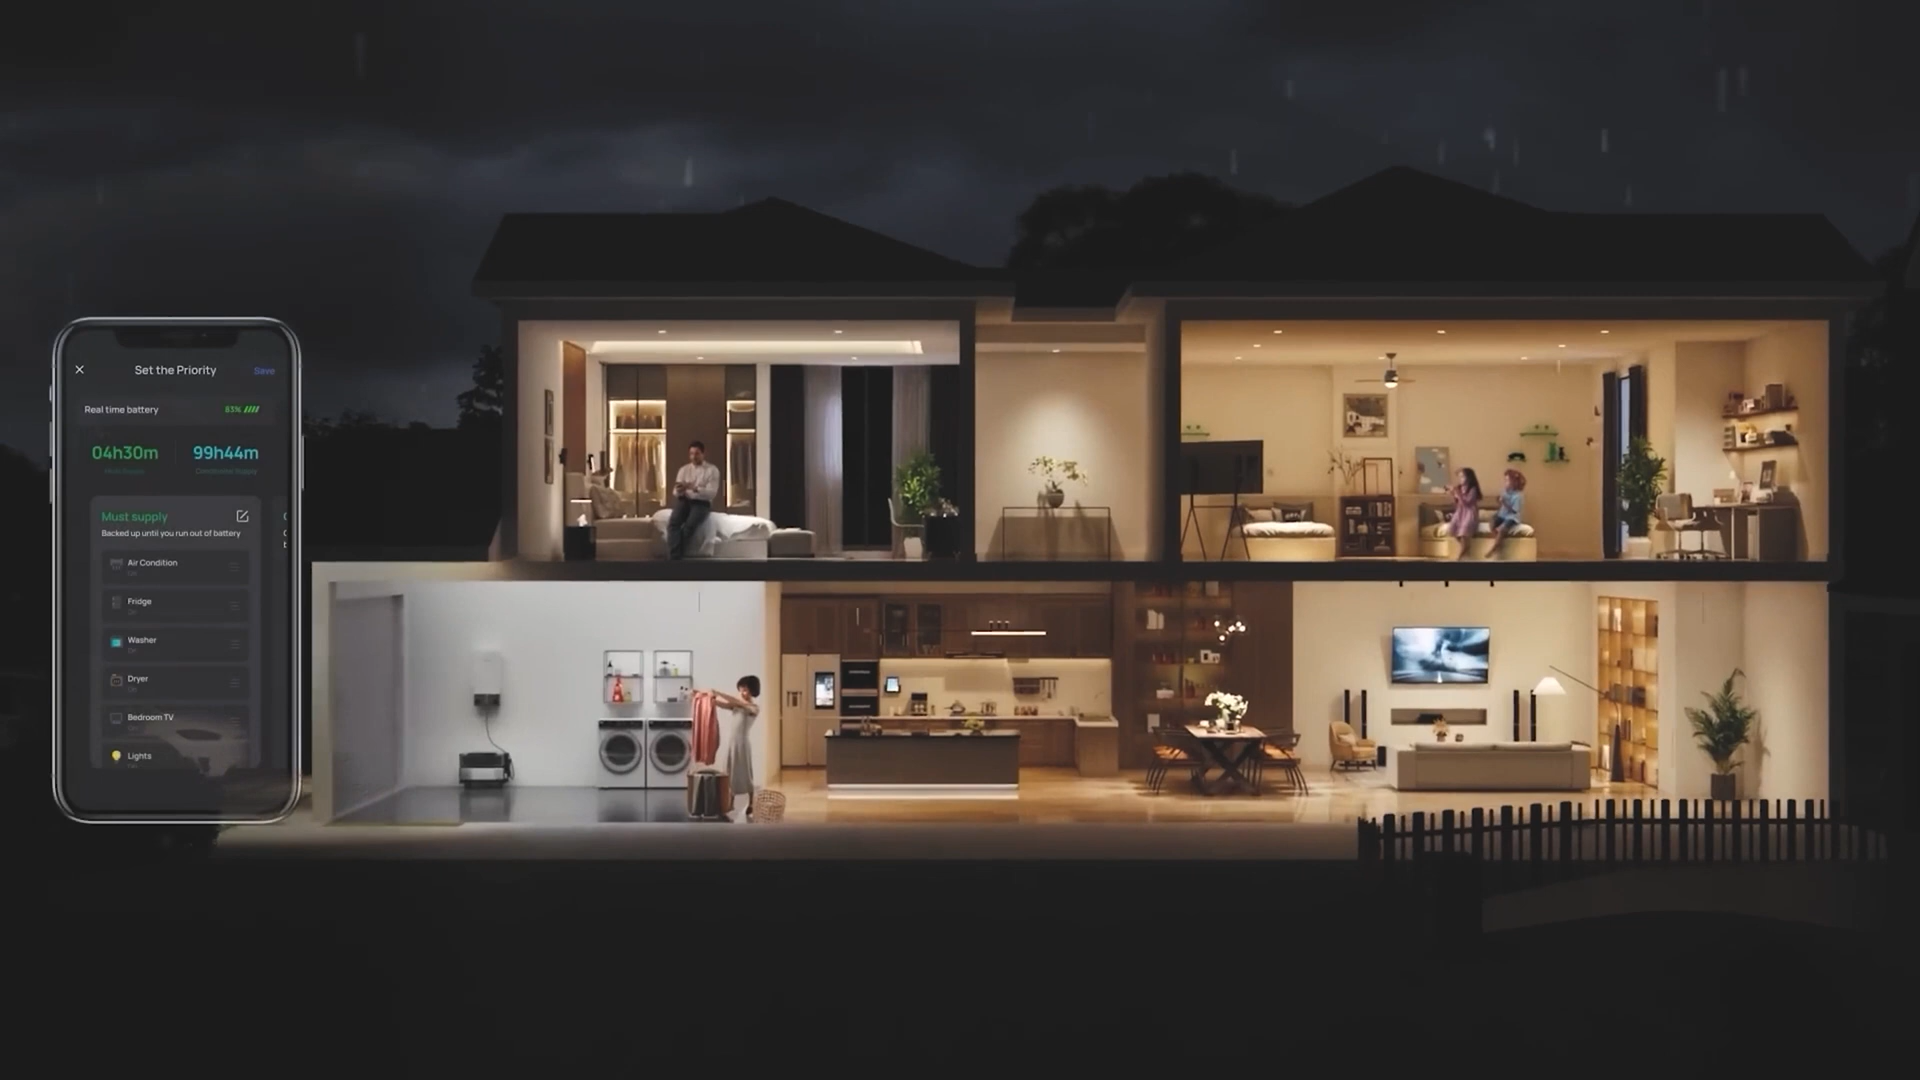 Set the Priority
Save
Real time battery
83%
04h30m
99h44m
Must supply
Backed up until you run out of battery
Air Condition
Fridge
Washer
Dryer
Bedroom TV
Lights